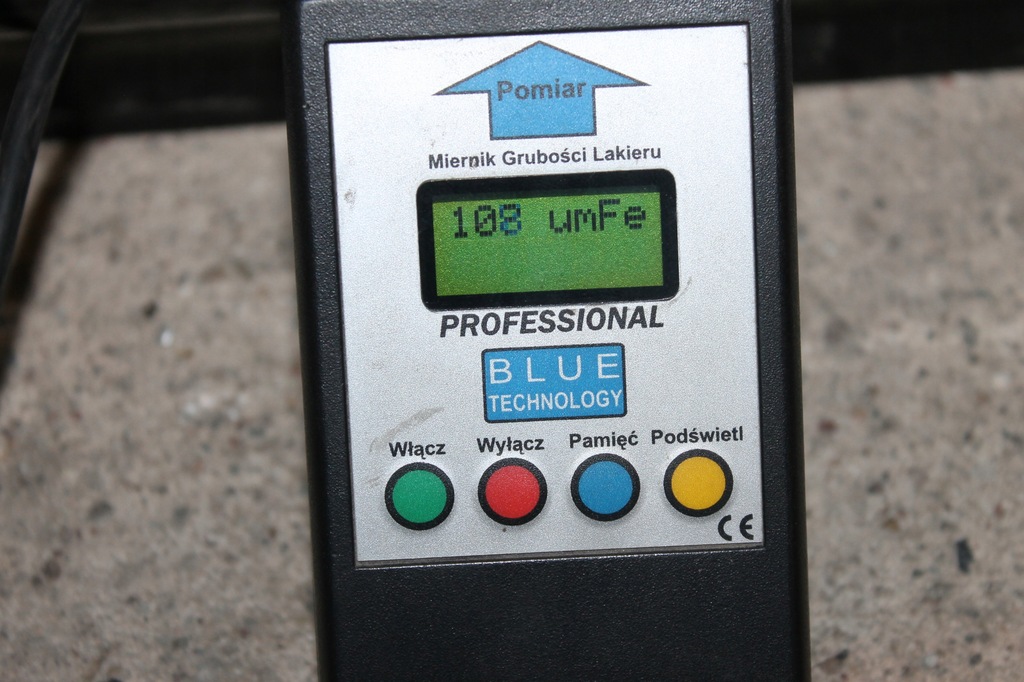 Pomiar
Miernik Grubości Lakieru
108 umFe
PROFESSIONAL
BLUE
TECHNOLOGY
Włącz Wyłącz Pamięć Podświetl
CE